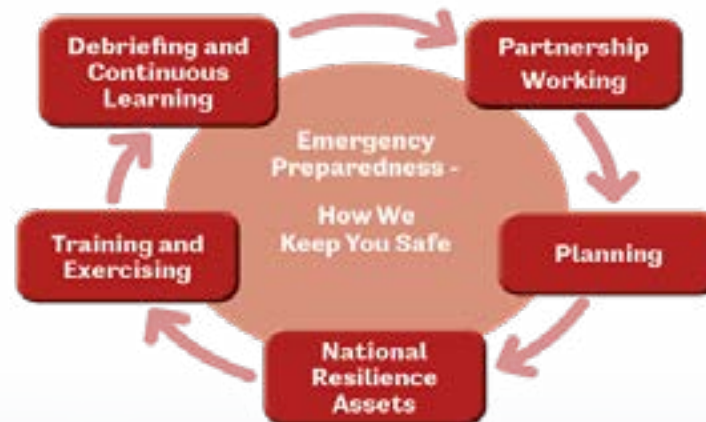 Debriefing and
Continuous
Learning
Partnership
Working
Emergency
Preparedness -
How We
Keep You Safe
Training and
Exercising
Planning
National
Resilience
Assets